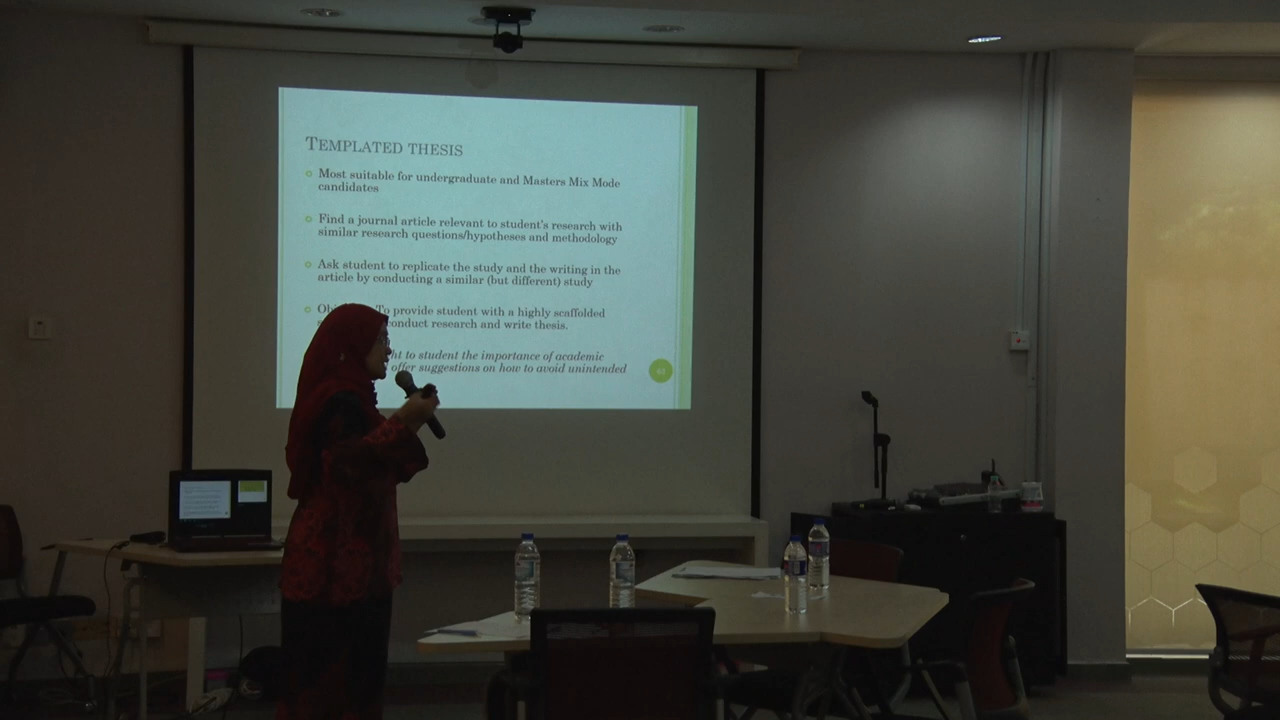 TEMPLATED THESIS
Most suitable for undergraduate and Masters Mix Mode
candidates
Find a journal article relevant to student's research with
similar research questions/hypotheses and methodology
Ask student to replicate the study and the writing in the
article by conducting a similar (but different) study
To provide student with a highly scaffolded
conduct research and write thesis.
to student the importance of academic
offer suggestions on how to avoid unintended